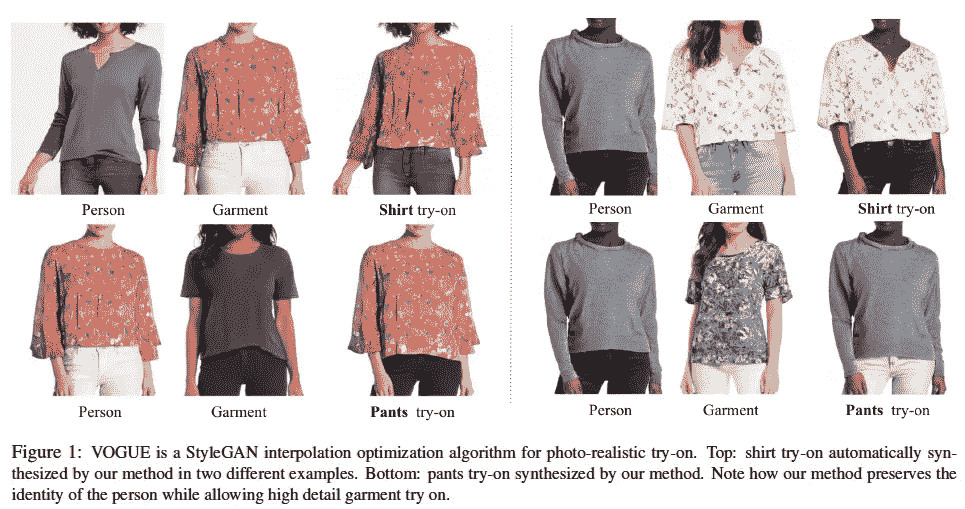 Person Garment Shirt try-on Person Garment Shirt try-on
Person Garment Pants try-on Person Garment Pants try-on
Figure 1: VOGUE is a StyleGAN interpolation optimization algorithm for photo-realistic try-on. Top: shirt try-on automatically syn-
thesized by our method in two different examples. Bottom: pants try-on synthesized by our method. Note how our method preserves the
identity of the person while allowing high detail garment try on.